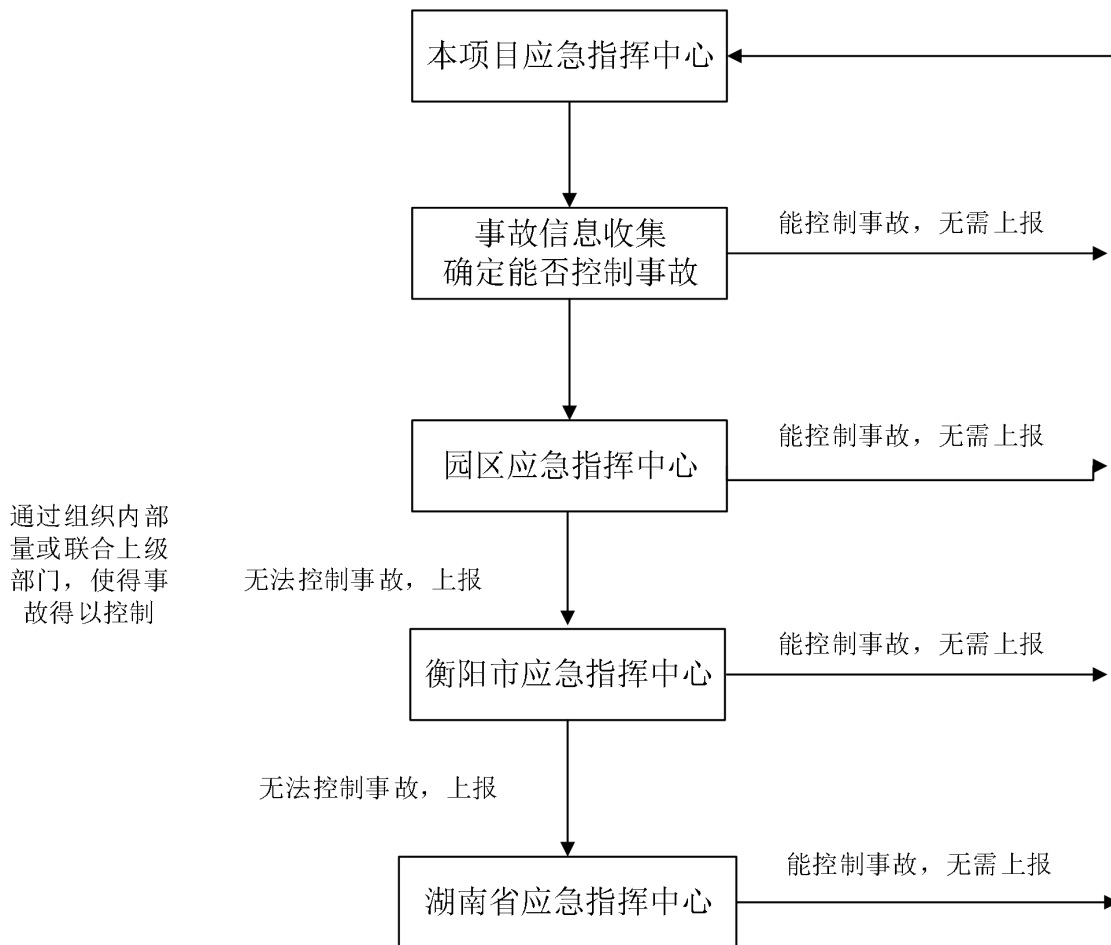 本项目应急指挥中心
事故信息收集
确定能否控制事故
能控制事故，无需上报
园区应急指挥中心
能控制事故，无需上报
通过组织内部
量或联合上级
部门，使得事
故得以控制
无法控制事故，上报
衡阳市应急指挥中心
能控制事故，无需上报
无法控制事故，上报
湖南省应急指挥中心
能控制事故，无需上报